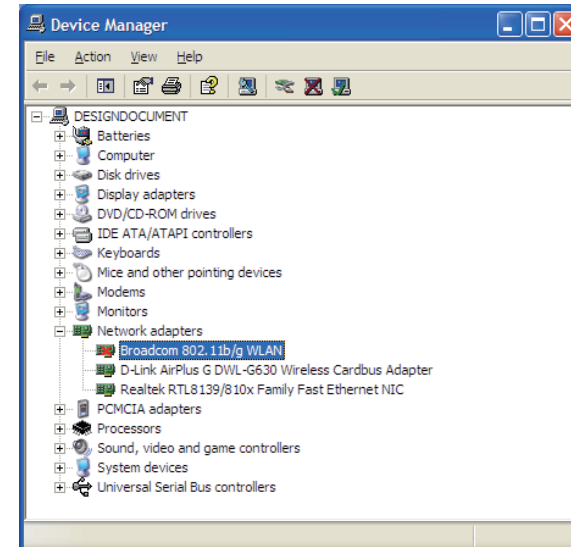 Device Manager
File Action View Help
DESIGNDOCUMENT
Batteries
Computer
Disk drives
Display adapters
DVD/CD-ROM drives
IDE ATA/ATAPI controllers
Keyboards
Mice and other pointing devices
Modems
Monitors
Network adapters
Broadcom 802.11b/g WLAN
D-Link AirPlus G DWL-G630 Wireless Cardbus Adapter
Realtek RTL8139/810x Family Fast Ethernet NIC
PCMCIA adapters
Processors
Sound, video and game controllers
System devices
Universal Serial Bus controllers